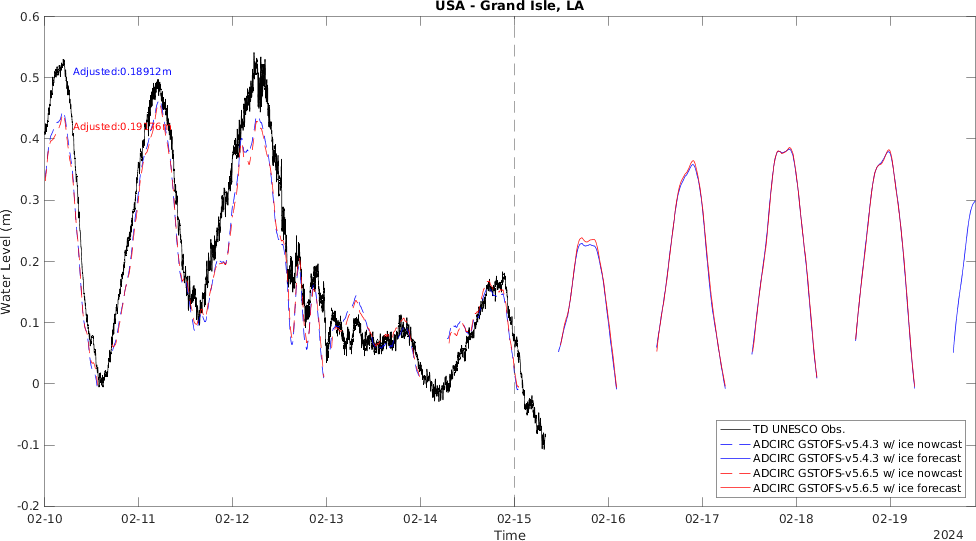 USA - Grand Isle, LA
0.6
0.5
0.4
0.3
0.2
0.1
0
-0.1
-0.2
Water Level (m)
Adjusted:0.18912m
TD UNESCO Obs.
ADCIRC GSTOFS-v5.4.3 w/ ice nowcast
ADCIRC GSTOFS-v5.4.3 w/ ice forecast
ADCIRC GSTOFS-v5.6.5 w/ ice nowcast
ADCIRC GSTOFS-v5.6.5 w/ ice forecast
02-10 02-11 02-12 02-13 02-14 02-15 02-16 02-17 02-18 02-19
Time
2024